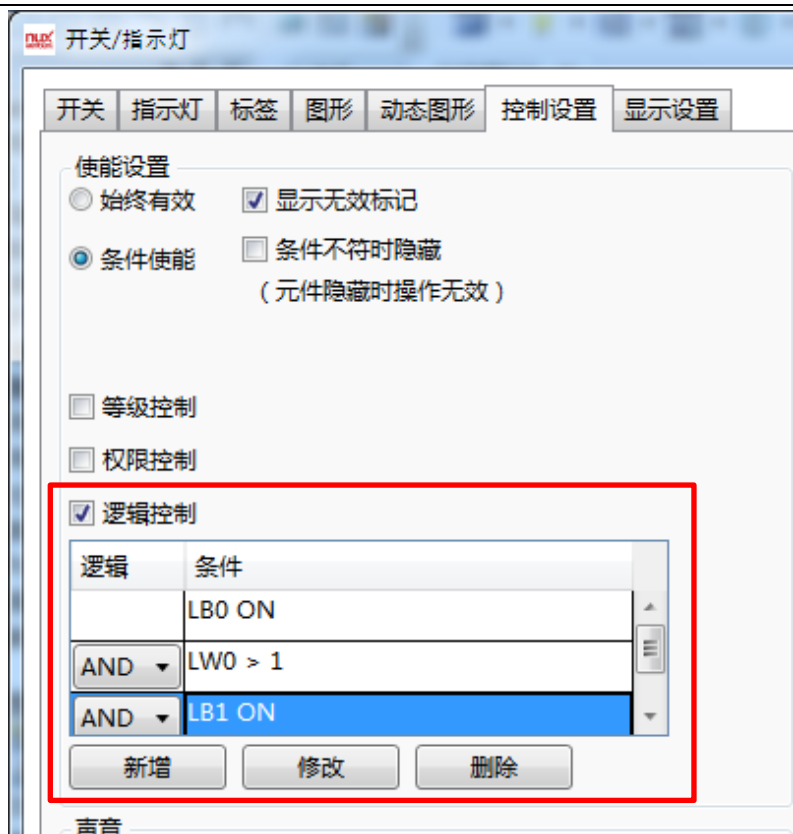 nux 开关/指示灯
开关 指示灯 标签 图形 动态图形 控制设置 显示设置
使能设置
始终有效 显示无效标记
条件使能 条件不符时隐藏
（元件隐藏时操作无效）
等级控制
权限控制
逻辑控制
逻辑 条件
LB0 ON
AND LW0 > 1
AND LB1 ON
新增 修改 删除
声音